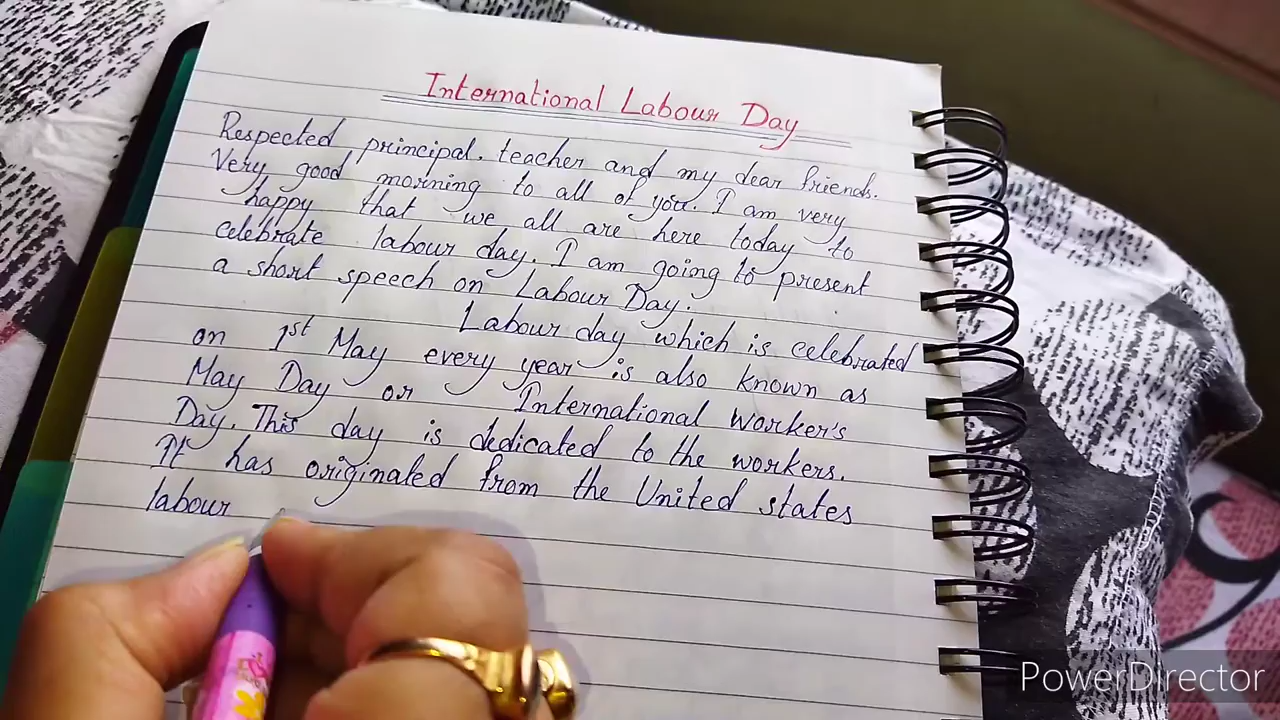 International Labour Day
Respected principal, teacher and my dear friends.
Very good morning to all of you. I am very
happy that we all are here today to
celebrate labour day. I am going to present
a short speech on Labour Day.
Labour day which is celebrated
on 1st May every year is also known as
May Day or International Worker's
Day. This day is dedicated to the workers.
It has originated from the United states
labour
PowerDirector